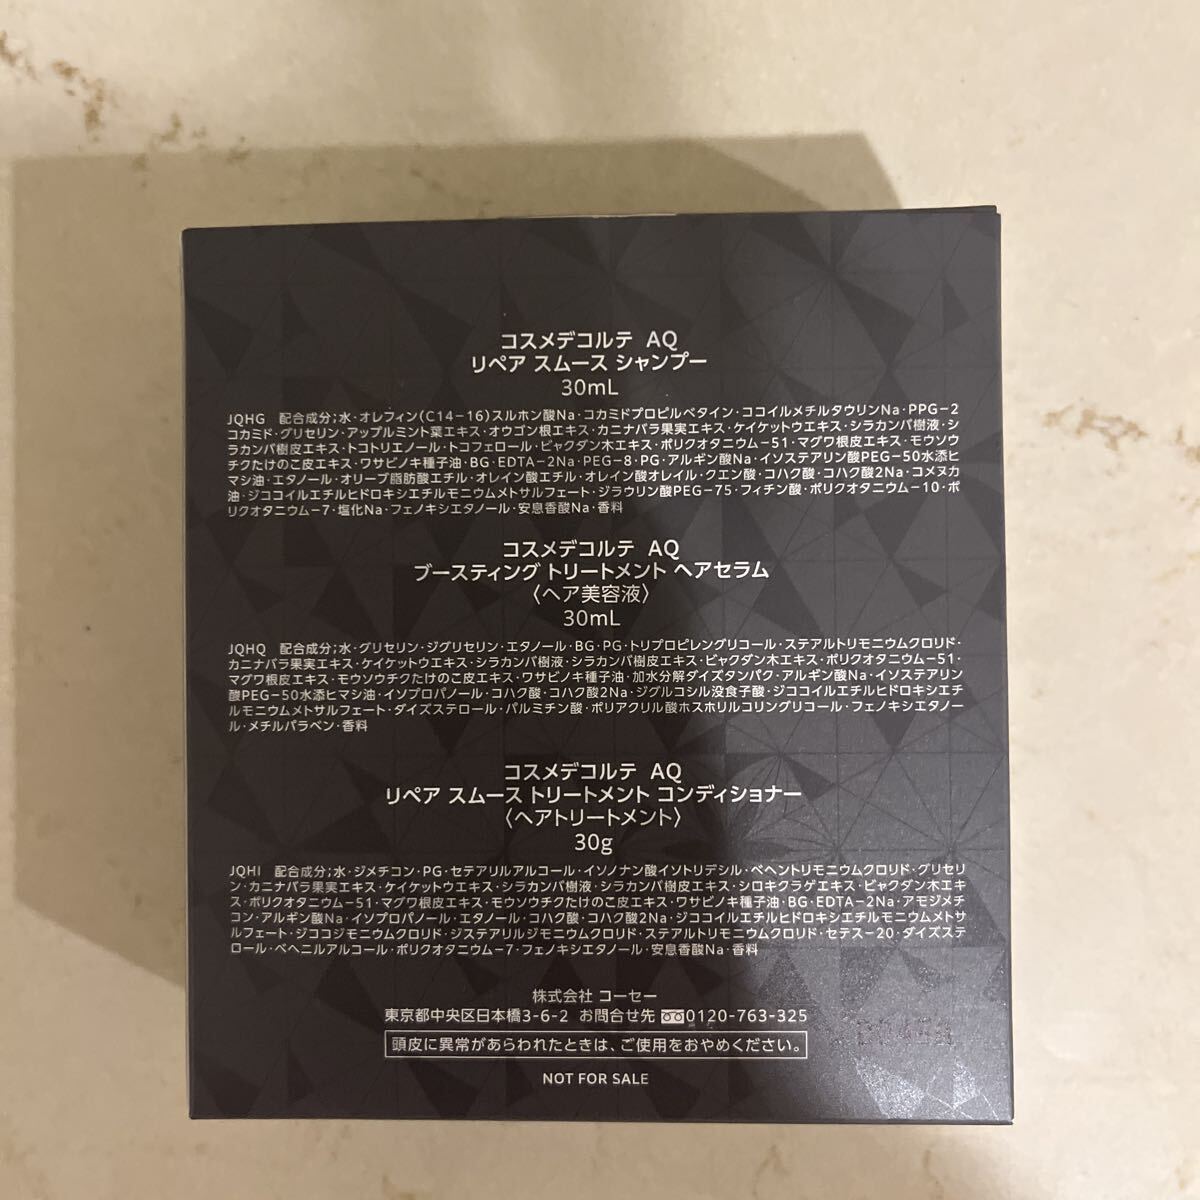 コスメデコルテ AQ
リペア スムース シャンプー
30mL
JQHG 配合成分;水・オレフィン(C14-16)スルホン酸Na・コカミドプロピルベタイン・ココイルメチルタウリンNa・PPG-2
コカミド・グリセリン・アップルミント葉エキス・オウゴン根エキス・カニナバラ果実エキス・ケイケットウエキス・シラカンバ樹液・シ
ラカンバ樹皮エキス・トコトリエノール・トコフェロール・ビャクダン木エキス・ポリクオタニウム-51・マグワ根皮エキス・モウソ
ウチクたけのこ皮エキス・ワサビノキ種子油・BG・EDTA-2Na・PEG-8・PG・アルギン酸Na・イソステアリン酸PEG-50水添ヒ
マシ油・エタノール・オリーブ脂肪酸エチル・オレイン酸エチル・オレイン酸オレイル・クエン酸・コハク酸・コハク酸2Na・コメヌカ
油・ジココイルエチルヒドロキシエチルモニウムメトサルフェート・ジラウリン酸PEG-75・フィチン酸・ポリクオタニウム-10・ポ
リクオタニウム-7・塩化Na・フェノキシエタノール・安息香酸Na・香料
コスメデコルテ AQ
ブースティング トリートメント ヘアセラム
〈ヘア美容液〉
30mL
JQHQ 配合成分;水・グリセリン・ジグリセリン・エタノール・BG・PG・トリプロピレングリコール・ステアルトリモニウムクロリド・
カニナバラ果実エキス・ケイケットウエキス・シラカンバ樹液・シラカンバ樹皮エキス・ビャクダン木エキス・ポリクオタニウム-51・
マグワ根皮エキス・モウソウチクたけのこ皮エキス・ワサビノキ種子油・加水分解ダイズタンパク・アルギン酸Na・イソステアリン
酸PEG-50水添ヒマシ油・イソプロパノール・コハク酸・コハク酸2Na・ジグルコシル没食子酸・ジココイルエチルヒドロキシエチ
ルモニウムメトサルフェート・ダイズステロール・パルミチン酸・ポリアクリル酸ホスホリルコリングリコール・フェノキシエタノー
ル・メチルパラベン・香料
コスメデコルテ AQ
リペア スムース トリートメント コンディショナー
〈ヘアトリートメント〉
30g
JQHI 配合成分;水・ジメチコン・PG・セテアリルアルコール・イソノナン酸イソトリデシル・ベヘントリモニウムクロリド・グリセリ
ン・カニナバラ果実エキス・ケイケットウエキス・シラカンバ樹液・シラカンバ樹皮エキス・シロキクラゲエキス・ビャクダン木エキ
ス・ポリクオタニウム-51・マグワ根皮エキス・モウソウチクたけのこ皮エキス・ワサビノキ種子油・BG・EDTA-2Na・アモジメチ
コン・アルギン酸Na・イソプロパノール・エタノール・コハク酸・コハク酸2Na・ジココイルエチルヒドロキシエチルモニウムメトサ
ルフェート・ジココジモニウムクロリド・ジステアリルジモニウムクロリド・ステアルトリモニウムクロリド・セテス-20・ダイズステ
ロール・ベヘニルアルコール・ポリクオタニウム-7・フェノキシエタノール・安息香酸Na・香料
株式会社 コーセー
東京都中央区日本橋3-6-2 お問合せ先 0120-763-325
頭皮に異常があらわれたときは、ご使用をおやめください。
NOT FOR SALE